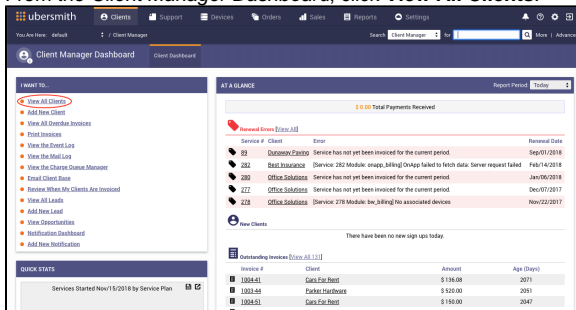 From the Client Manager Dashboard, click View All Clients.
ubersmith Clients Support Devices Orders Sales Reports Settings
You Are Here: default / Client Manager Search Client Manager for More | Advance
Client Manager Dashboard Client Dashboard
I WANT TO...
View All Clients
Add New Client
View All Overdue Invoices
Print Invoices
View the Event Log
View the Mail Log
View the Charge Queue Manager
Email Client Base
Review When My Clients Are Invoiced
View All Leads
Add New Lead
View Opportunities
Notification Dashboard
Add New Notification
QUICK STATS
Services Started Nov/15/2018 by Service Plan
AT A GLANCE Report Period: Today
$ 0.00 Total Payments Received
Renewal Errors [View All]
Service # Client Error Renewal Date
89 Dunaway Paving Service has not yet been invoiced for the current period. Sep/01/2018
282 Best Insurance [Service: 282 Module: onapp_billing] OnApp failed to fetch data: Server request failed Feb/14/2018
280 Office Solutions Service has not yet been invoiced for the current period. Jan/06/2018
277 Office Solutions Service has not yet been invoiced for the current period. Dec/07/2017
278 Office Solutions [Service: 278 Module: bw_billing] No associated devices Nov/22/2017
New Clients
There have been no new sign ups today.
Outstanding Invoices [View All 131]
Invoice # Client Amount Age (Days)
1004-41 Cars For Rent $ 136.08 2071
1003-44 Parker Hardware $ 520.00 2051
1004-51 Cars For Rent $ 150.00 2047